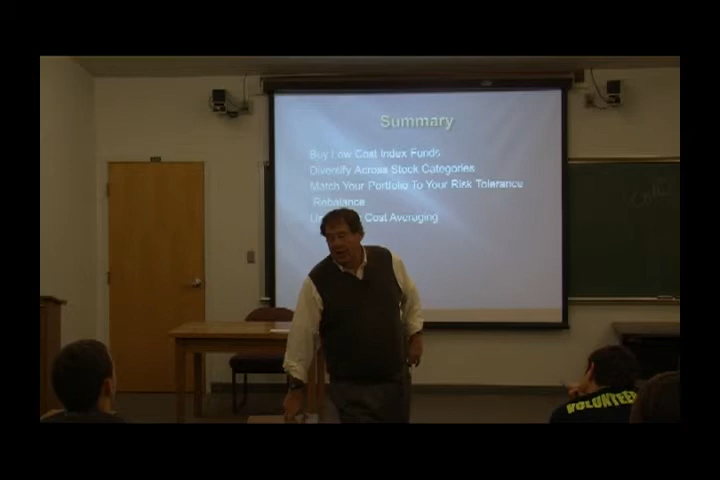 Summary
Buy Low Cost Index Funds
Diversify Across Stock Categories
Match Your Portfolio To Your Risk Tolerance
Rebalance
Cost Averaging
VOLUNTEER